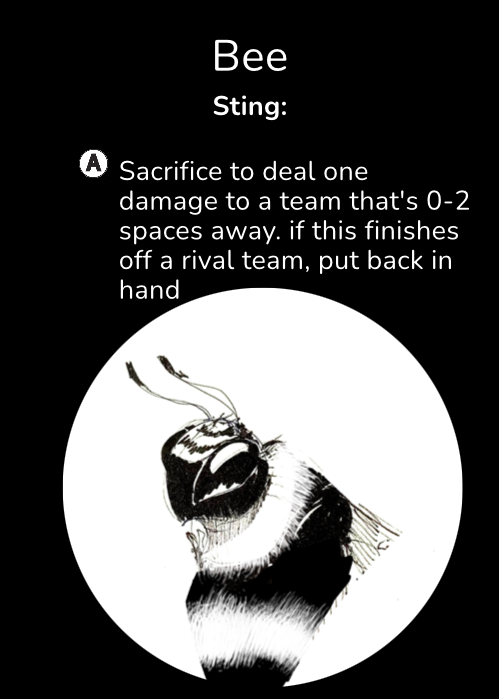 Bee
Sting:
A
Sacrifice to deal one
damage to a team that's 0-2
spaces away. if this finishes
off a rival team, put back in
hand